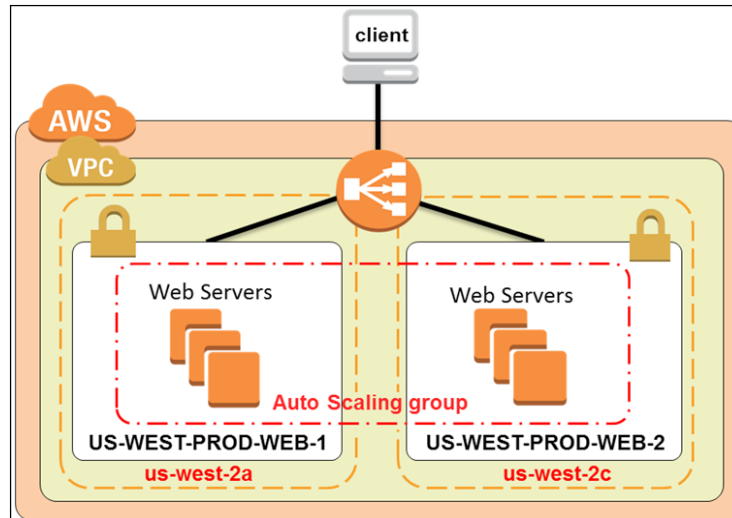 client
AWS
VPC
Web Servers
Web Servers
Auto Scaling group
US-WEST-PROD-WEB-1
US-WEST-PROD-WEB-2
us-west-2a
us-west-2c